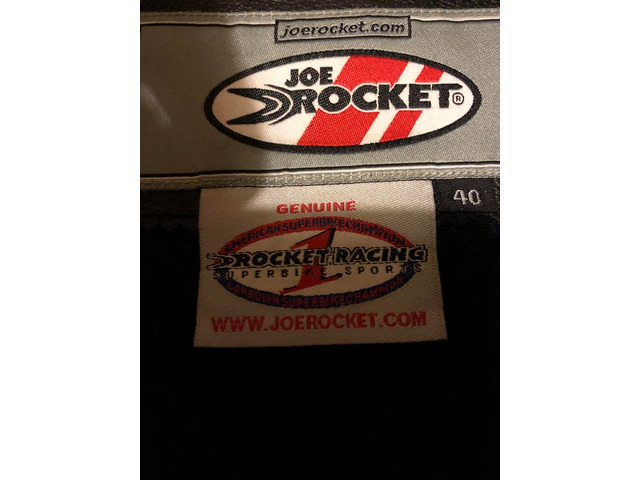 joerocket.com
JOE
ROCKET®
40
GENUINE
AMERICAN SUPERBIKE CHAMPION
1
ROCKET RACING
SUPERBIKE SPORTS
CANADIAN SUPERBIKE CHAMPION
WWW.JOEROCKET.COM